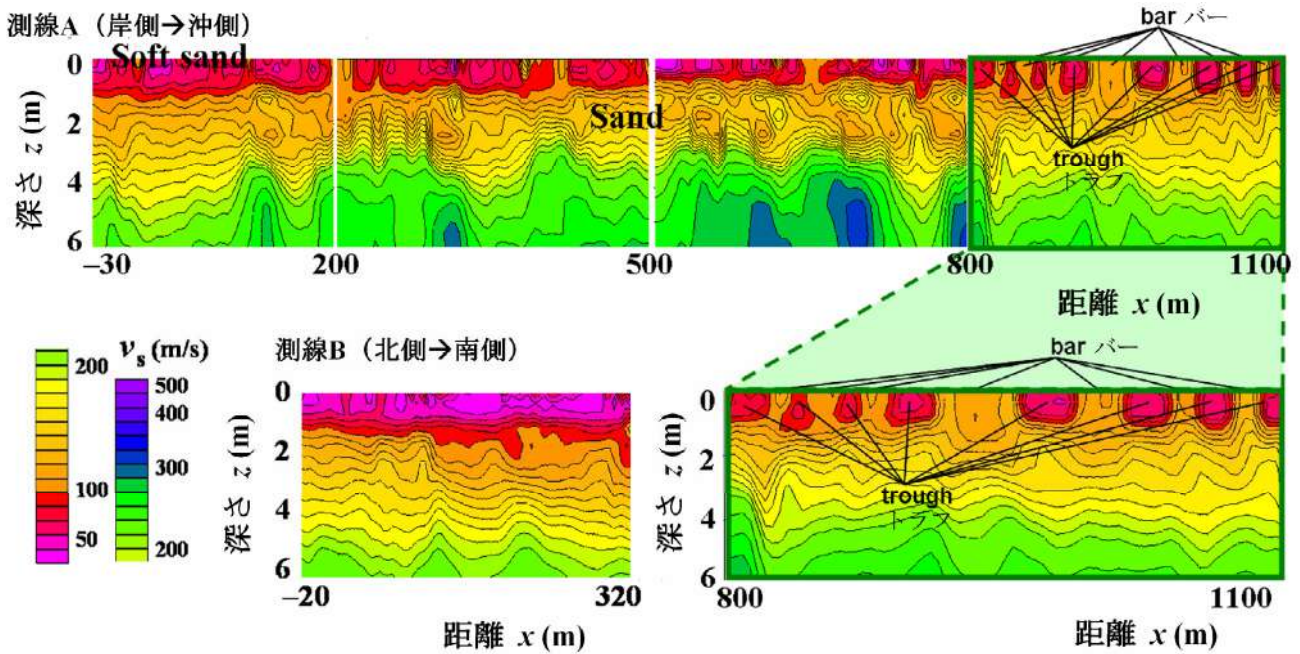 測線A（岸側→沖側）
bar バー
Soft sand
Sand
trough
トラフ
深さ z (m)
0
2
4
6
–30
200
500
800
1100
距離 x (m)
200
100
50
vs (m/s)
500
400
300
200
測線B（北側→南側）
深さ z (m)
0
2
4
6
–20
320
距離 x (m)
bar バー
trough
トラフ
深さ z (m)
0
2
4
6
800
1100
距離 x (m)